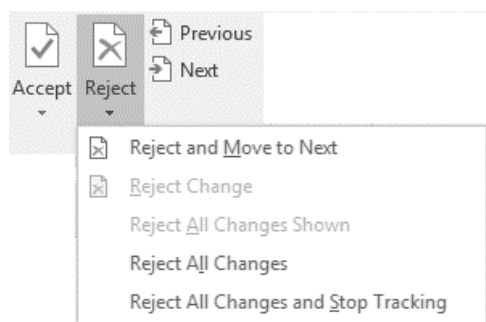 Accept
Reject
Previous
Next
Reject and Move to Next
Reject Change
Reject All Changes Shown
Reject All Changes
Reject All Changes and Stop Tracking